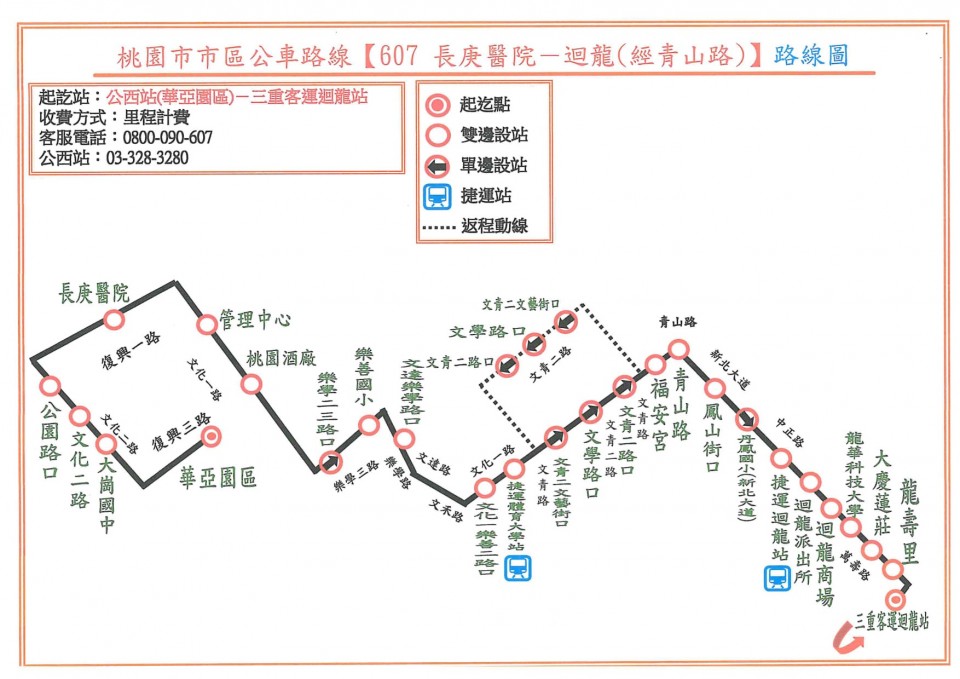 桃園市市區公車路線【607 長庚醫院－迴龍(經青山路)】路線圖
起訖站：公西站(華亞園區)－三重客運迴龍站
收費方式：里程計費
客服電話：0800-090-607
公西站：03-328-3280
起迄點
雙邊設站
單邊設站
捷運站
返程動線
長庚醫院
管理中心
復興一路
文化一路
桃園酒廠
公園路口
文化二路
大崗國中
文化二路
復興三路
華亞園區
樂學二三路口
樂善國小
文達樂學路口
樂學三路
樂學路
文達路
文禾路
文化一路
文化一樂善二路口
捷運體育大學站
文青二文藝街口
文學路口
文青二路口
文青二路
文青路
文青二文藝街口
文學路口
文青二路口
文青路
福安宮
青山路
青山路
新北大道
鳳山街口
丹鳳國小(新北大道)
中正路
捷運迴龍站
迴龍派出所
迴龍商場
龍華科技大學
萬壽路
大慶蓮莊
龍壽里
三重客運迴龍站